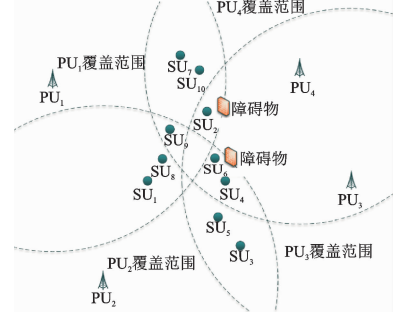 PU₄覆盖范围
PU₁覆盖范围
PU₁
SU₇
SU₁₀
PU₄
SU₂
障碍物
SU₉
障碍物
SU₈
SU₆
SU₁
SU₄
PU₃
SU₅
SU₃
PU₃覆盖范围
PU₂覆盖范围
PU₂